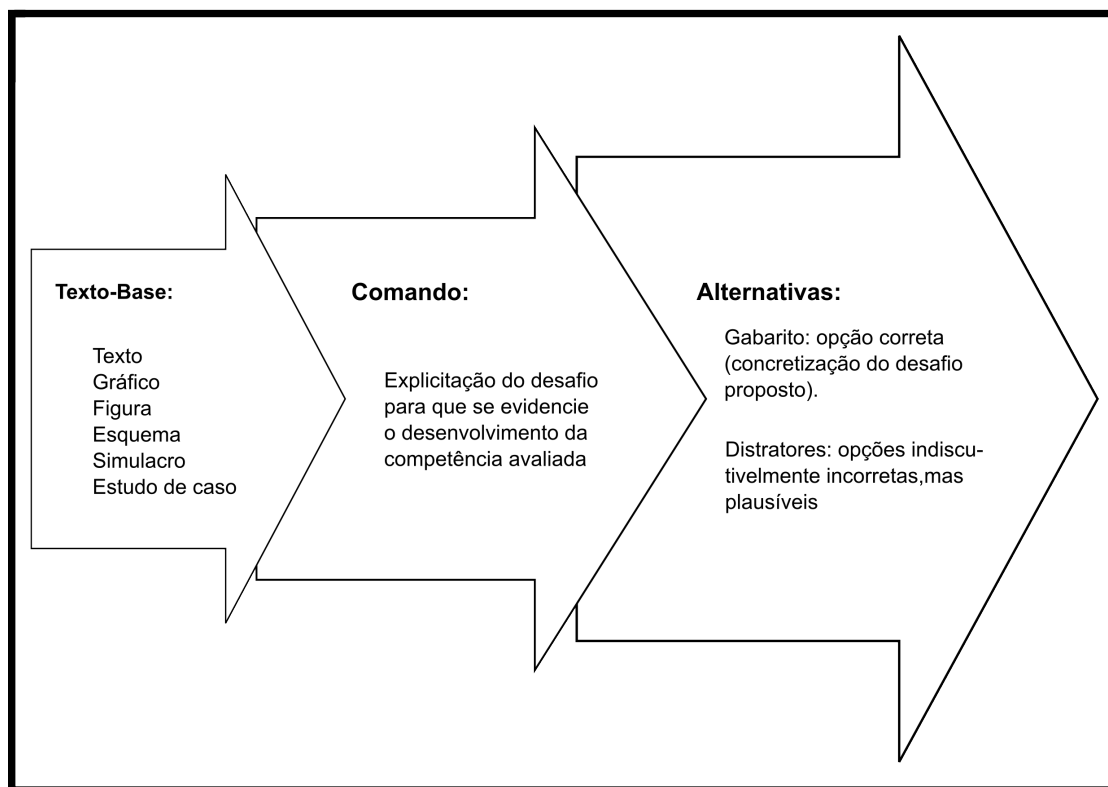 Texto-Base:
Texto
Gráfico
Figura
Esquema
Simulacro
Estudo de caso
Comando:
Explicitação do desafio
para que se evidencie
o desenvolvimento da
competência avaliada
Alternativas:
Gabarito: opção correta
(concretização do desafio
proposto).
Distratores: opções indiscu-
tivelmente incorretas,mas
plausíveis